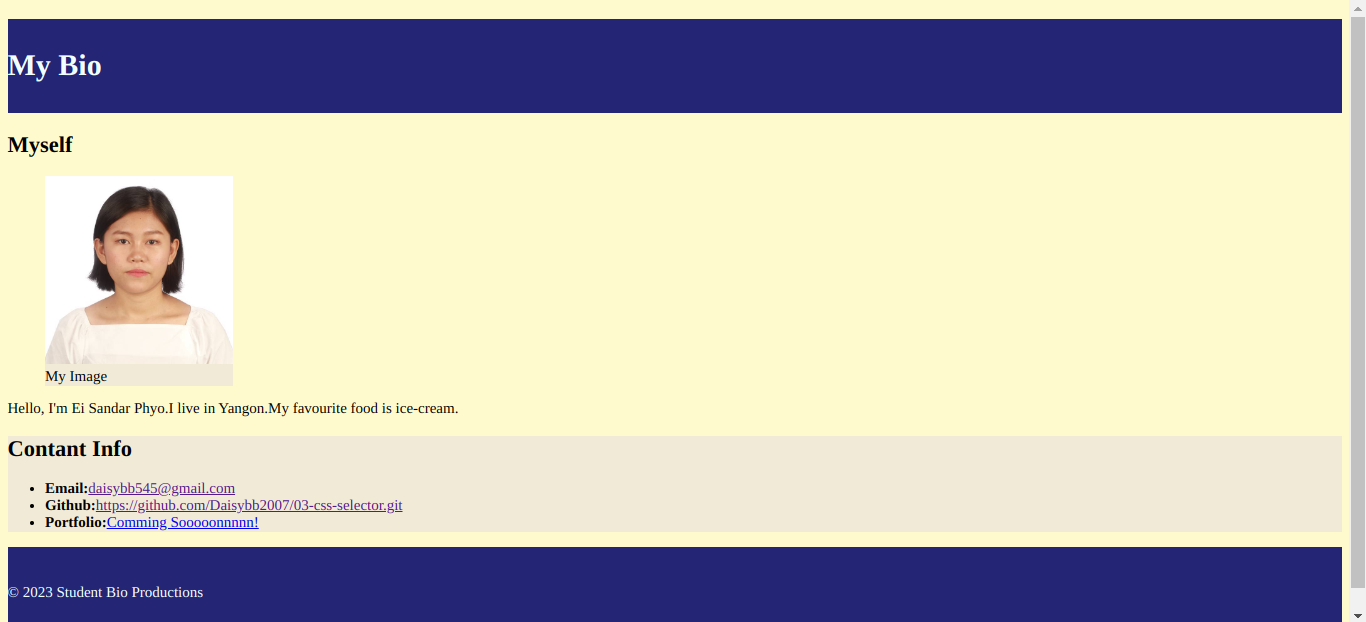 My Bio
Myself
My Image
Hello, I'm Ei Sandar Phyo.I live in Yangon.My favourite food is ice-cream.
Contant Info
Email:daisybb545@gmail.com
Github:https://github.com/Daisybb2007/03-css-selector.git
Portfolio:Comming Sooooonnnnn!
© 2023 Student Bio Productions